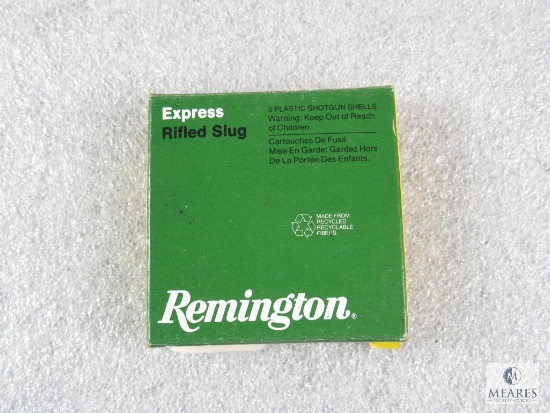 Express
Rifled Slug
5 PLASTIC SHOTGUN SHELLS
Warning: Keep Out of Reach
of Children.
Cartouches De Fusil
Mise En Garde: Gardez Hors
De La Portée Des Enfants.
MADE FROM
RECYCLED
RECYCLABLE
FIBERS
Remington®
M
MEARES